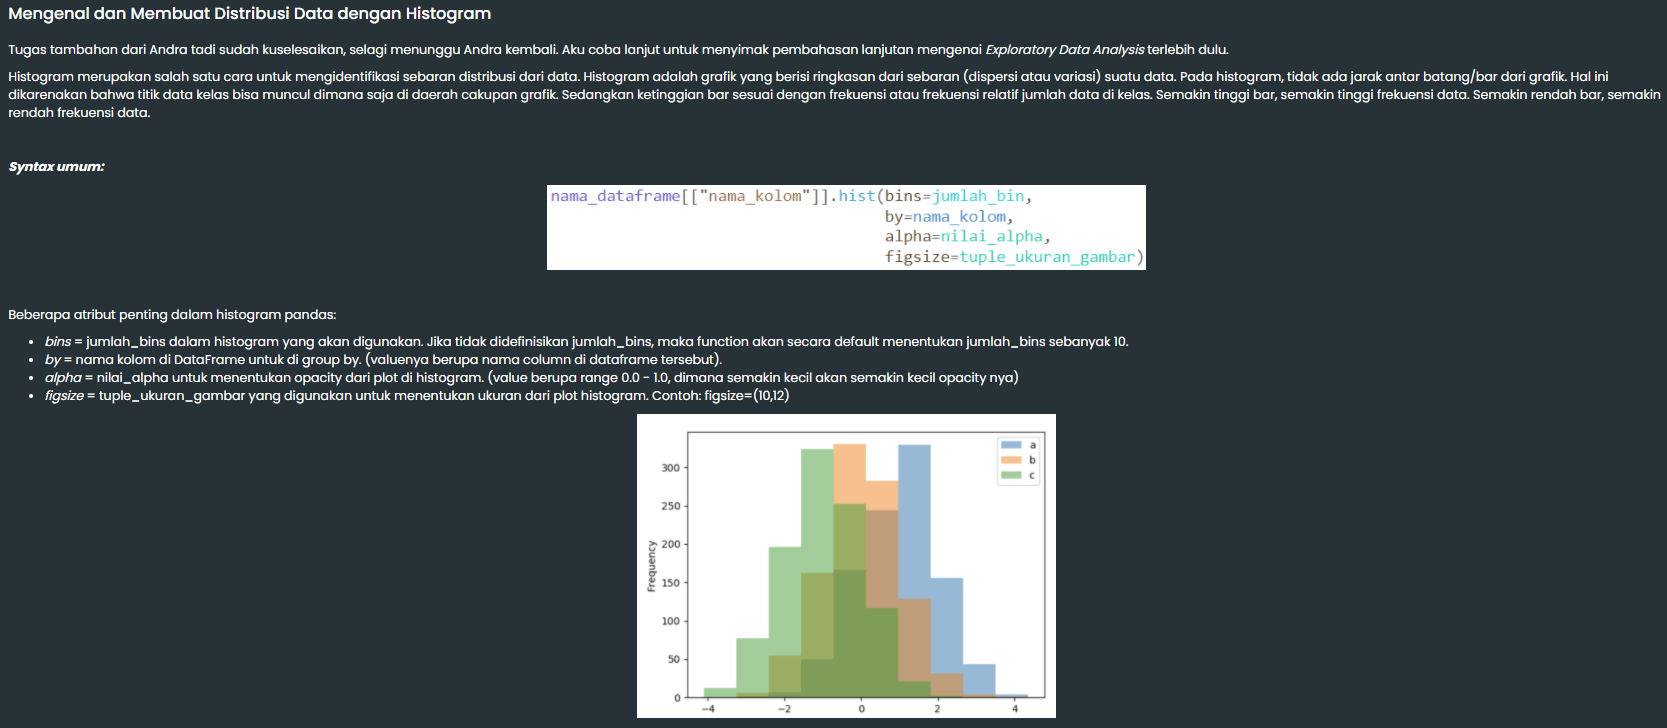 Mengenal dan Membuat Distribusi Data dengan Histogram
Tugas tambahan dari Andra tadi sudah kuselesaikan, selagi menunggu Andra kembali. Aku coba lanjut untuk menyimak pembahasan lanjutan mengenai Exploratory Data Analysis terlebih dulu.
Histogram merupakan salah satu cara untuk mengidentifikasi sebaran distribusi dari data. Histogram adalah grafik yang berisi ringkasan dari sebaran (dispersi atau variasi) suatu data. Pada histogram, tidak ada jarak antar batang/bar dari grafik. Hal ini
dikarenakan bahwa titik data kelas bisa muncul dimana saja di daerah cakupan grafik. Sedangkan ketinggian bar sesuai dengan frekuensi atau frekuensi relatif jumlah data di kelas. Semakin tinggi bar, semakin tinggi frekuensi data. Semakin rendah bar, semakin
rendah frekuensi data.
Syntax umum:
nama_dataframe[["nama_kolom"]].hist(bins=jumlah_bin,
by=nama_kolom,
alpha=nilai_alpha,
figsize=tuple_ukuran_gambar)
Beberapa atribut penting dalam histogram pandas:
• bins = jumlah_bins dalam histogram yang akan digunakan. Jika tidak didefinisikan jumlah_bins, maka function akan secara default menentukan jumlah_bins sebanyak 10.
• by = nama kolom di DataFrame untuk di group by. (valuenya berupa nama column di dataframe tersebut).
• alpha = nilai_alpha untuk menentukan opacity dari plot di histogram. (value berupa range 0.0 - 1.0, dimana semakin kecil akan semakin kecil opacity nya)
• figsize = tuple_ukuran_gambar yang digunakan untuk menentukan ukuran dari plot histogram. Contoh: figsize=(10,12)
a
b
c
Frequency
300
250
200
150
100
50
0
−4 −2 0 2 4